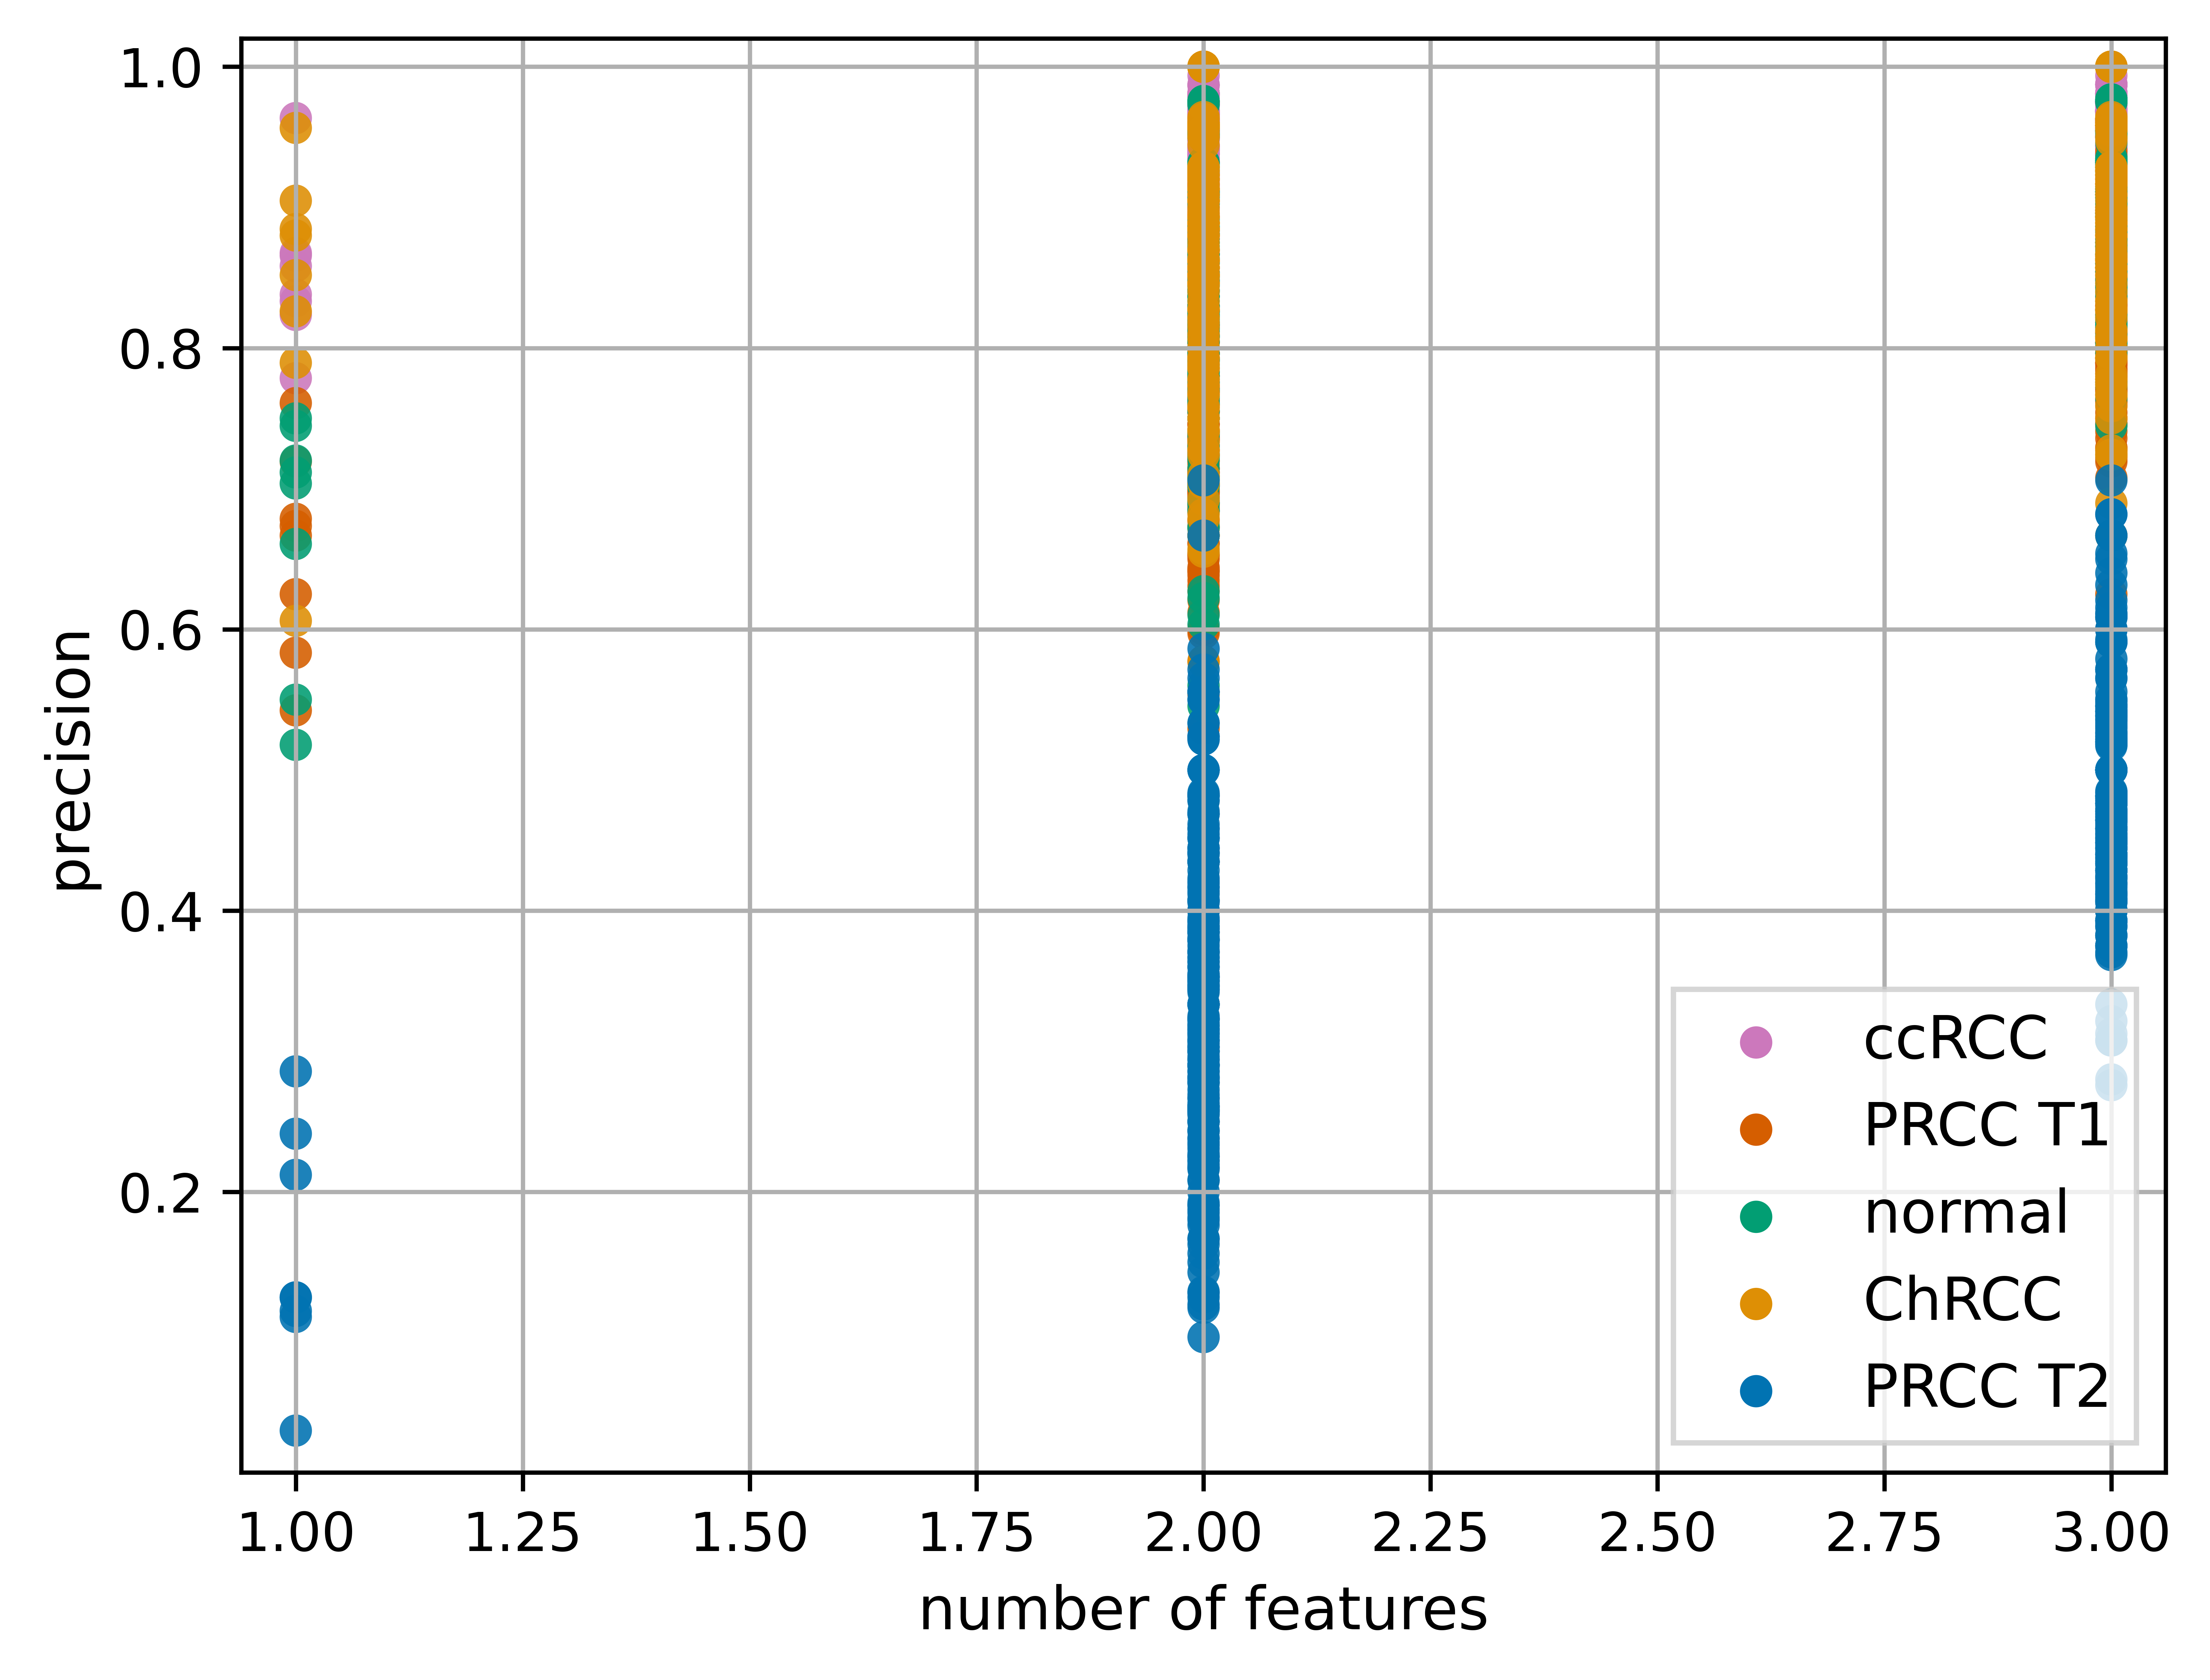 1.0
0.8
0.6
0.4
0.2
precision
ccRCC
PRCC T1
normal
ChRCC
PRCC T2
1.00 1.25 1.50 1.75 2.00 2.25 2.50 2.75 3.00
number of features